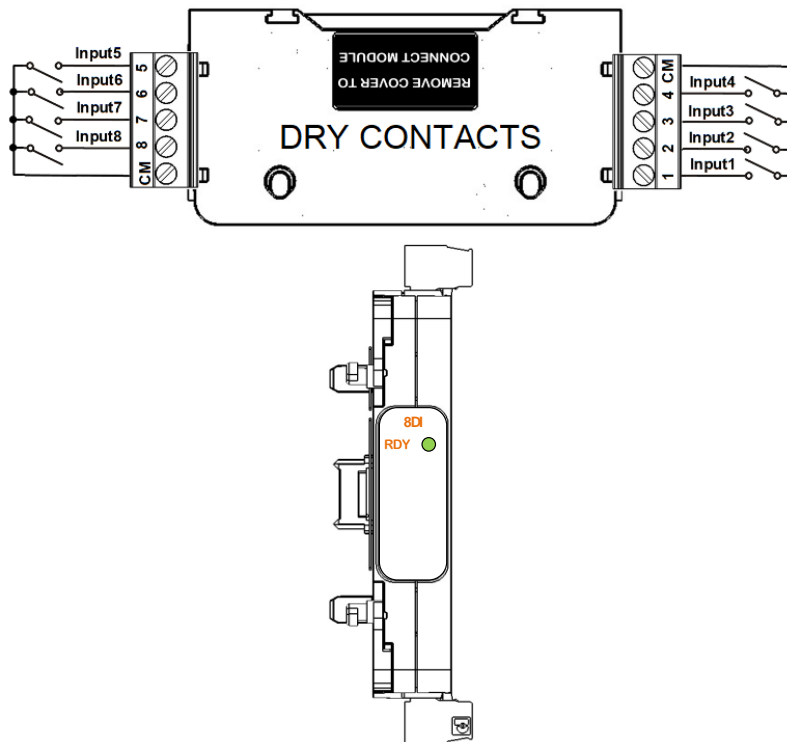 Input5
Input6
Input7
Input8
5
6
7
8
CM
REMOVE COVER TO
CONNECT MODULE
DRY CONTACTS
CM
4
3
2
1
Input4
Input3
Input2
Input1
8DI
RDY